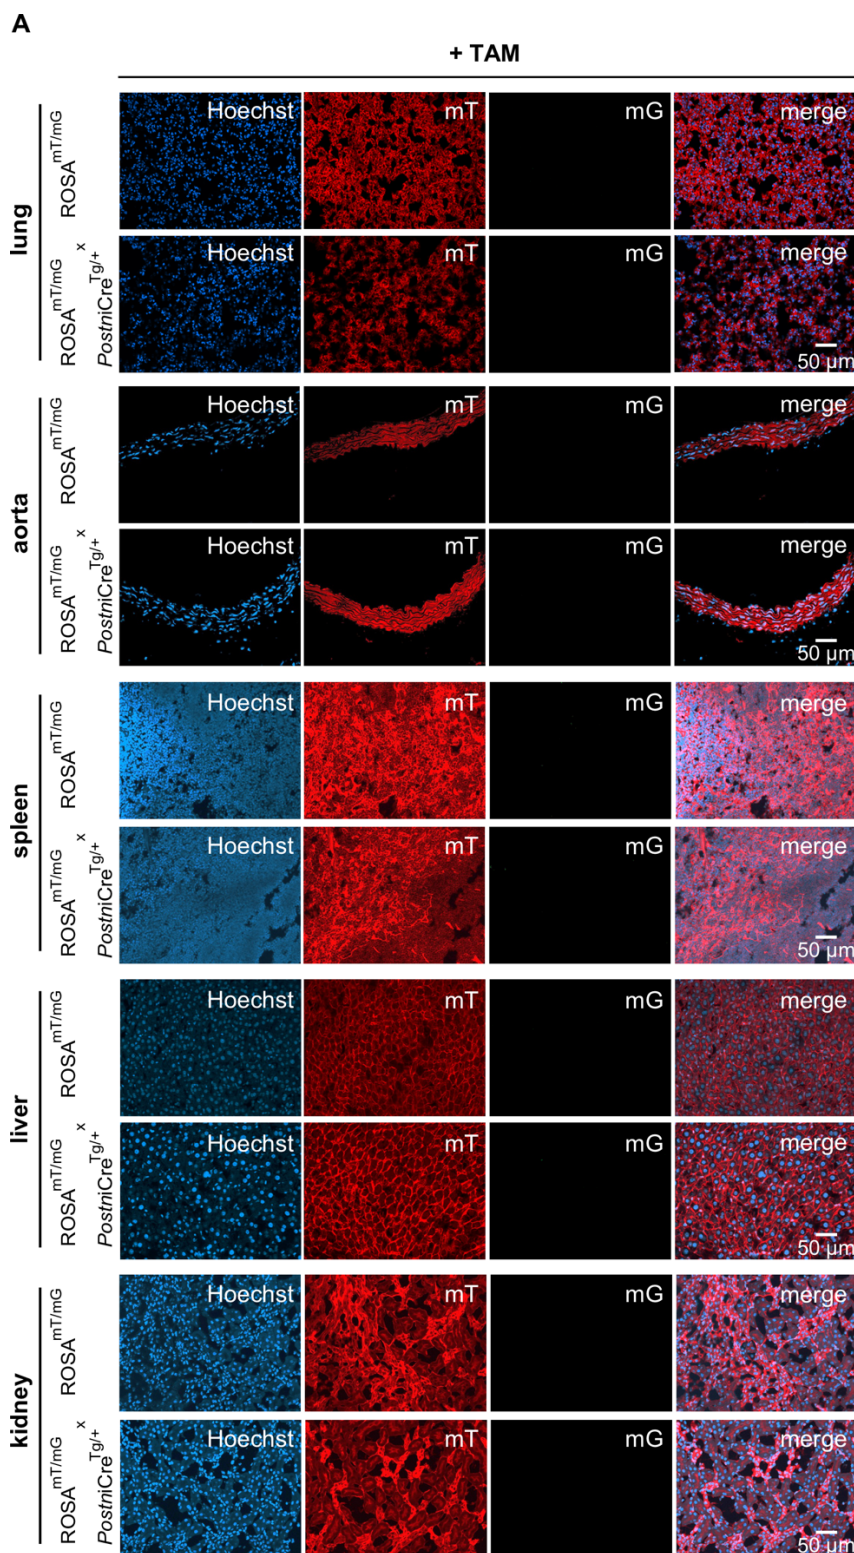 A
+ TAM
lung
ROSA^mT/mG
Hoechst mT mG merge
ROSA^mT/mG x
PostniCre^Tg/+
50 µm
aorta
ROSA^mT/mG
Hoechst mT mG merge
ROSA^mT/mG x
PostniCre^Tg/+
Hoechst mT mG merge
50 µm
spleen
ROSA^mT/mG
Hoechst mT mG merge
ROSA^mT/mG x
PostniCre^Tg/+
Hoechst mT mG merge
50 µm
liver
ROSA^mT/mG
Hoechst mT mG merge
ROSA^mT/mG x
PostniCre^Tg/+
Hoechst mT mG merge
50 µm
kidney
ROSA^mT/mG
Hoechst mT mG merge
ROSA^mT/mG x
PostniCre^Tg/+
Hoechst mT mG merge
50 µm